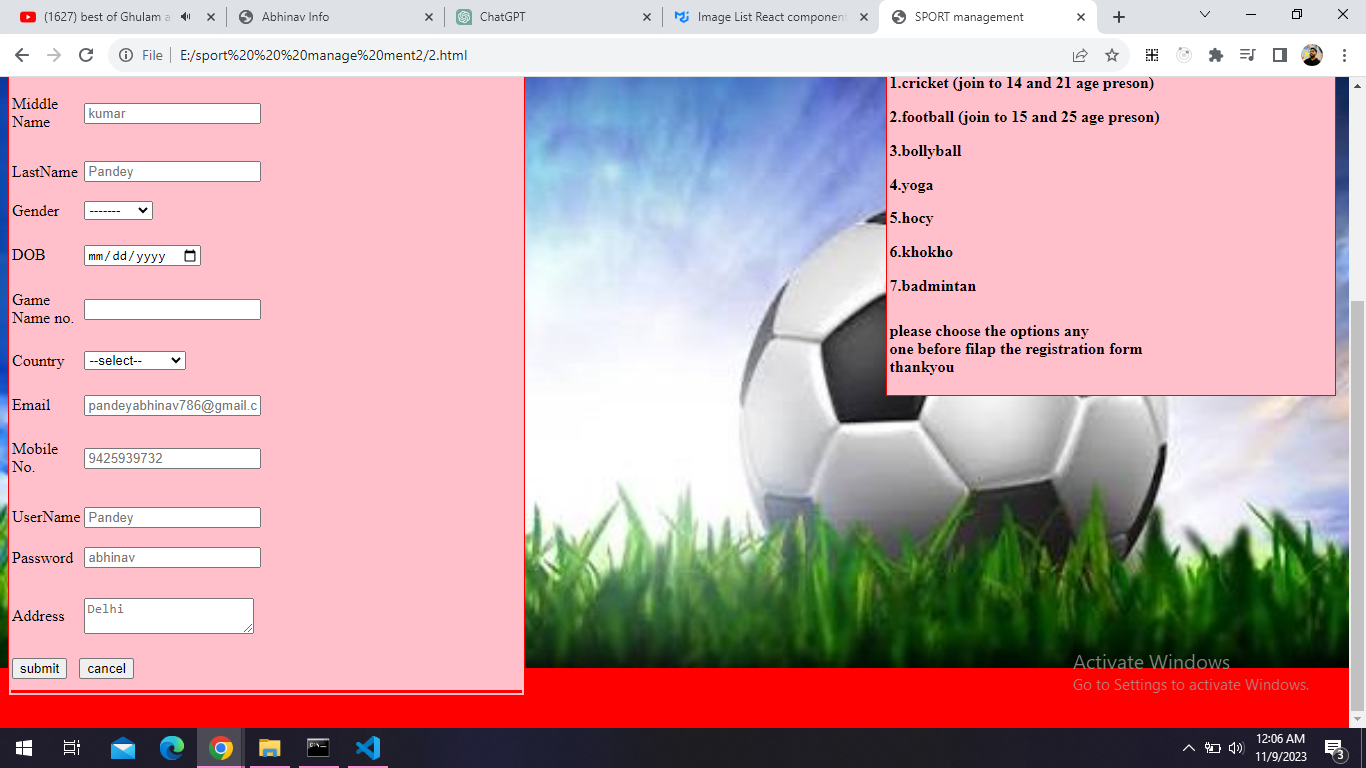 (1627) best of Ghulam a
Abhinav Info
ChatGPT
Image List React component
SPORT management
File
E:/sport%20%20%20manage%20ment2/2.html
Middle
Name
kumar
LastName
Pandey
Gender
-------
DOB
mm/dd/yyyy
Game
Name no.
Country
--select--
Email
pandeyabhinav786@gmail.c
Mobile
No.
9425939732
UserName
Pandey
Password
abhinav
Address
Delhi
submit
cancel
1.cricket (join to 14 and 21 age preson)
2.football (join to 15 and 25 age preson)
3.bollyball
4.yoga
5.hocy
6.khokho
7.badmintan
please choose the options any
one before filap the registration form
thankyou
Activate Windows
Go to Settings to activate Windows.
12:06 AM
11/9/2023
3